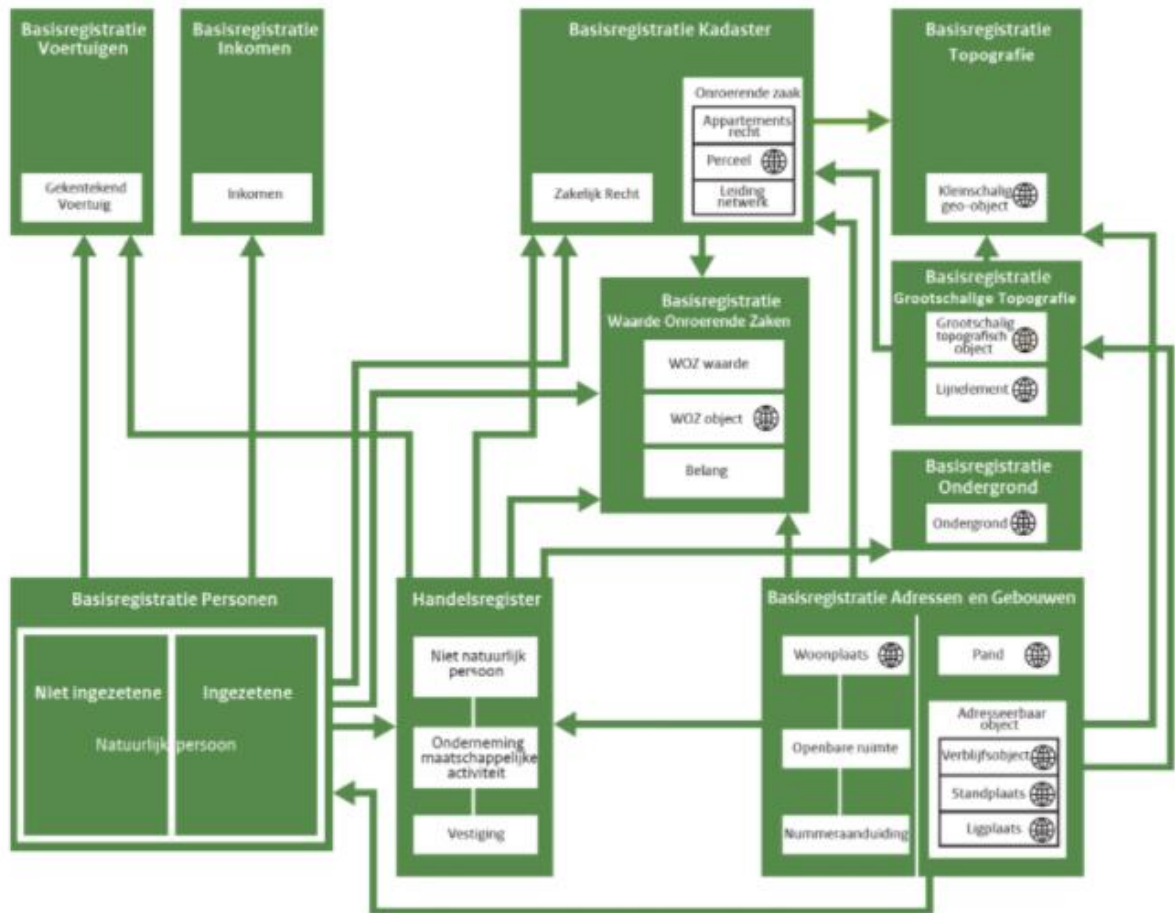 Basisregistratie
Voertuigen
Gekentekend
Voertuig
Basisregistratie
Inkomen
Inkomen
Basisregistratie Kadaster
Zakelijk Recht
Onroerende zaak
Appartements
recht
Perceel
Leiding
netwerk
Basisregistratie
Topografie
Kleinschalig
geo-object
Basisregistratie
Grootschalige Topografie
Grootschalig
topografisch
object
Lijnelement
Basisregistratie
Waarde Onroerende Zaken
WOZ waarde
WOZ object
Belang
Basisregistratie
Ondergrond
Ondergrond
Basisregistratie Personen
Niet ingezetene
Ingezetene
Natuurlijk persoon
Handelsregister
Niet natuurlijk
persoon
Onderneming
maatschappelijke
activiteit
Vestiging
Basisregistratie Adressen en Gebouwen
Woonplaats
Openbare ruimte
Nummeraanduiding
Pand
Adresseerbaar
object
Verblijfsobject
Standplaats
Ligplaats